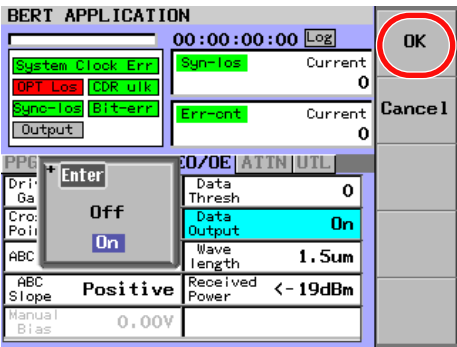 BERT APPLICATION
00:00:00:00 Log
OK
System Clock Err
Syn-los Current
0
OPT Los CDR ulk
Sync-los Bit-err
Output
Err-cnt Current
0
Cancel
PPG EO/OE ATTN UTL
Enter
Off
On
Data Thresh 0
Data Output On
ABC
Wave length 1.5um
ABC Slope Positive
Received Power <-19dBm
Manual Bias 0.00V